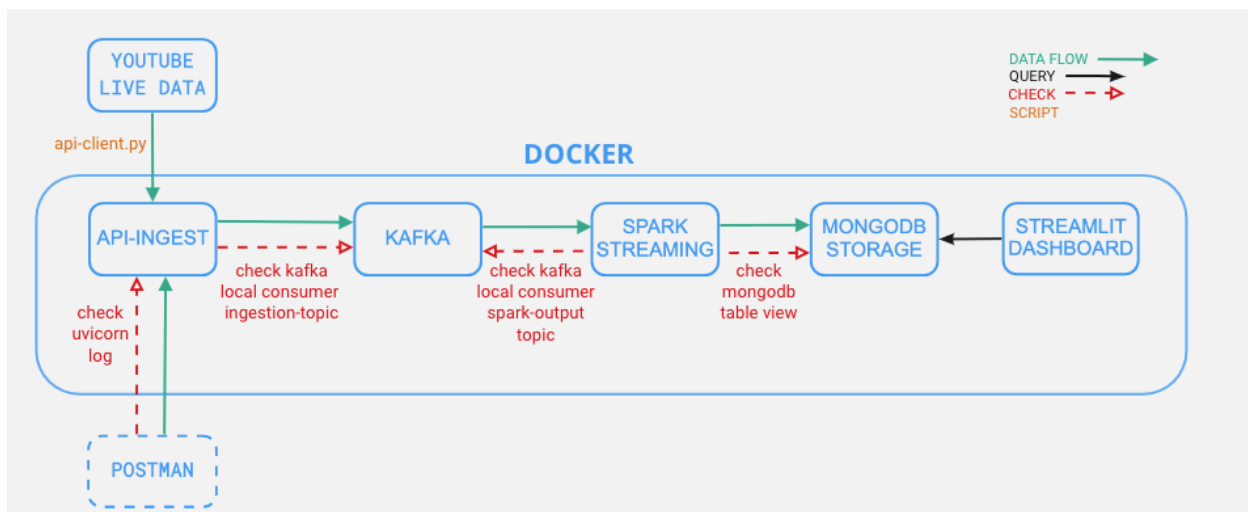 YOUTUBE
LIVE DATA
DATA FLOW
QUERY
CHECK
SCRIPT
api-client.py
DOCKER
API-INGEST
KAFKA
SPARK
STREAMING
MONGODB
STORAGE
STREAMLIT
DASHBOARD
check kafka
local consumer
ingestion-topic
check kafka
local consumer
spark-output
topic
check
mongodb
table view
check
uvicorn
log
POSTMAN